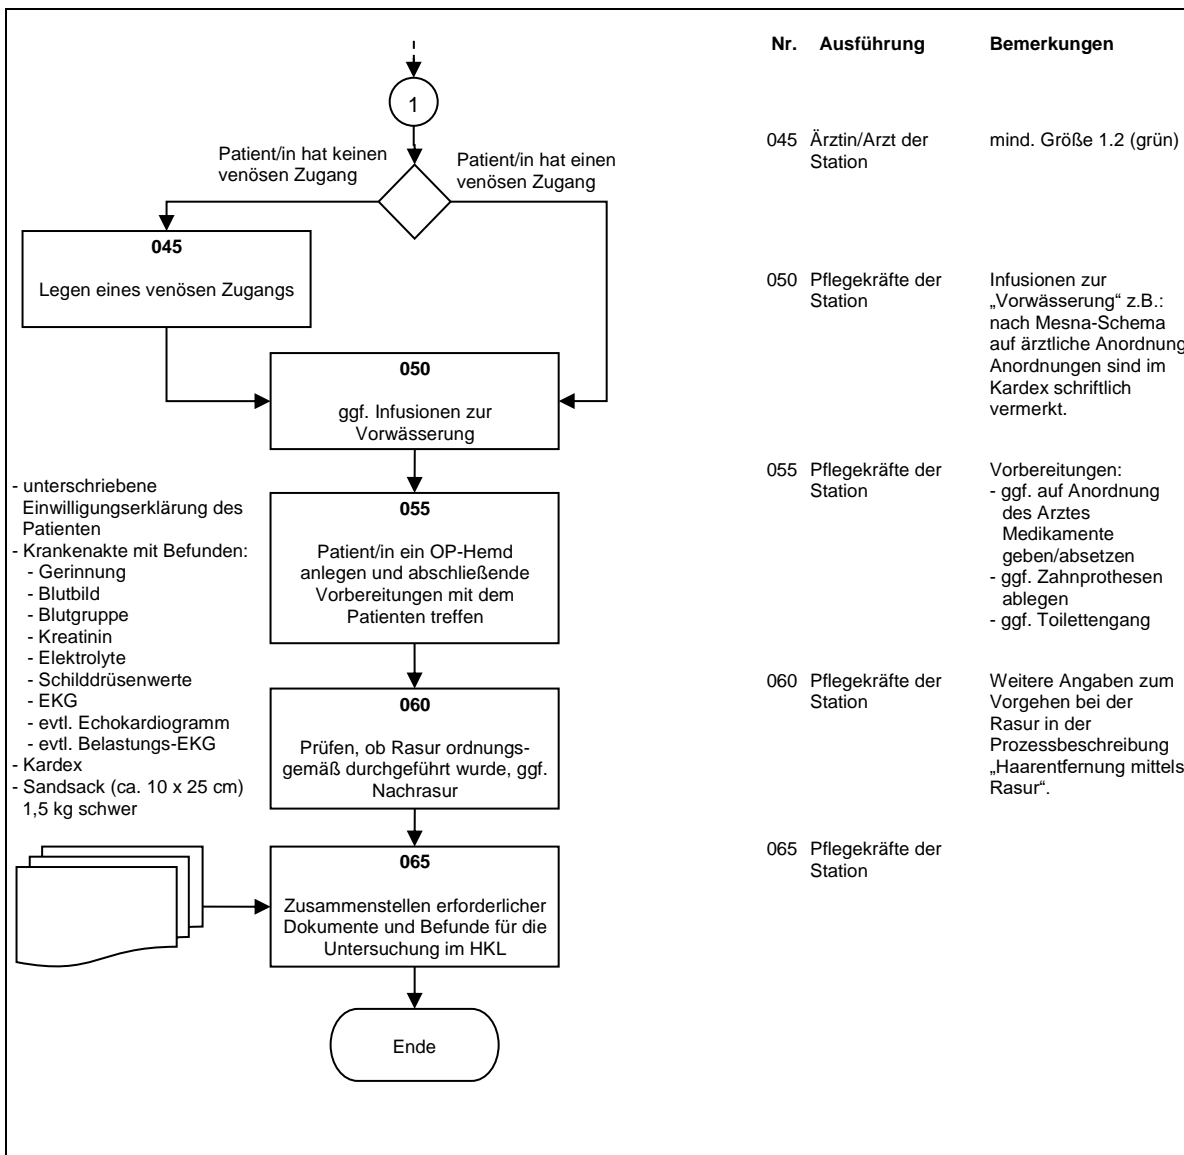 Nr. Ausführung Bemerkungen
1
Patient/in hat keinen
venösen Zugang
Patient/in hat einen
venösen Zugang
045
Legen eines venösen Zugangs
045 Ärztin/Arzt der
Station
mind. Größe 1.2 (grün)
050
ggf. Infusionen zur
Vorwässerung
050 Pflegekräfte der
Station
Infusionen zur
„Vorwässerung“ z.B.:
nach Mesna-Schema
auf ärztliche Anordnung
Anordnungen sind im
Kardex schriftlich
vermerkt.
- unterschriebene
Einwilligungserklärung des
Patienten
- Krankenakte mit Befunden:
- Gerinnung
- Blutbild
- Blutgruppe
- Kreatinin
- Elektrolyte
- Schilddrüsenwerte
- EKG
- evtl. Echokardiogramm
- evtl. Belastungs-EKG
- Kardex
- Sandsack (ca. 10 x 25 cm)
1,5 kg schwer
055
Patient/in ein OP-Hemd
anlegen und abschließende
Vorbereitungen mit dem
Patienten treffen
055 Pflegekräfte der
Station
Vorbereitungen:
- ggf. auf Anordnung
des Arztes
Medikamente
geben/absetzen
- ggf. Zahnprothesen
ablegen
- ggf. Toilettengang
060
Prüfen, ob Rasur ordnungs-
gemäß durchgeführt wurde, ggf.
Nachrasur
060 Pflegekräfte der
Station
Weitere Angaben zum
Vorgehen bei der
Rasur in der
Prozessbeschreibung
„Haarentfernung mittels
Rasur“.
065
Zusammenstellen erforderlicher
Dokumente und Befunde für die
Untersuchung im HKL
065 Pflegekräfte der
Station
Ende